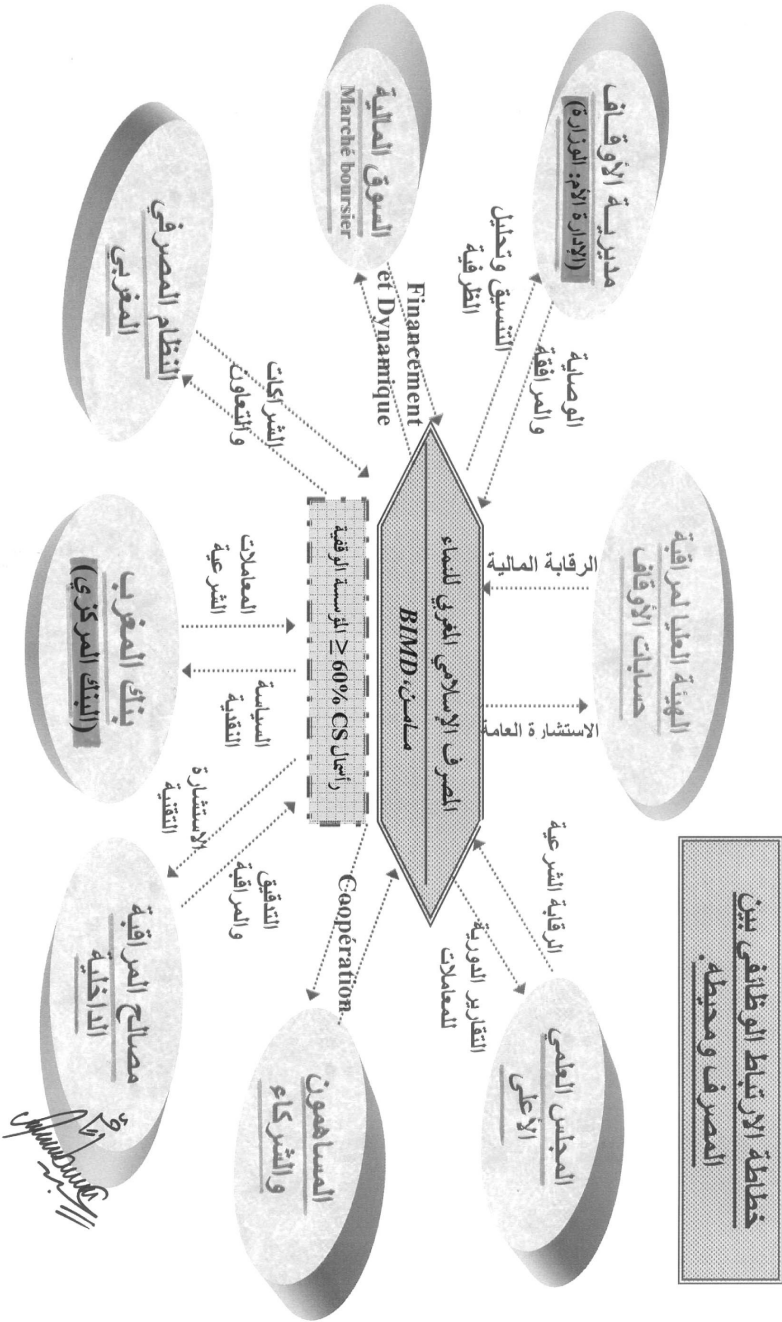 خطاطة الارتباط الوظائفي بين
المصرف ومحيطه.
الهيئة العليا لمراقبة
حسابات الأوقاف
مديرية الأوقاف
(الإدارة الأم: الوزارة)
المجلس العلمي
الأعلى
الرقابة المالية
الاستشارة العامة
الوصاية
والمرافقة
التنسيق وتحليل
الظرفية
الرقابة الشرعية
التقارير الدورية
للمعاملات
المصرف الإسلامي المغربي للنماء
BIMD.سامن
رأسمال CS ≥ 60% المؤسسة الوقفية
السوق المالية
Marché boursier
Financement
et Dynamique
Coopération
المساهمون
والشركاء
الشراكات
والتعاون
النظام المصرفي
المغربي
المعاملات
الشرعية
السياسة
النقدية
بنك المغرب
(البنك المركزي)
الاستشارة
التقنية
التدقيق
والمراقبة
مصالح المراقبة
الداخلية